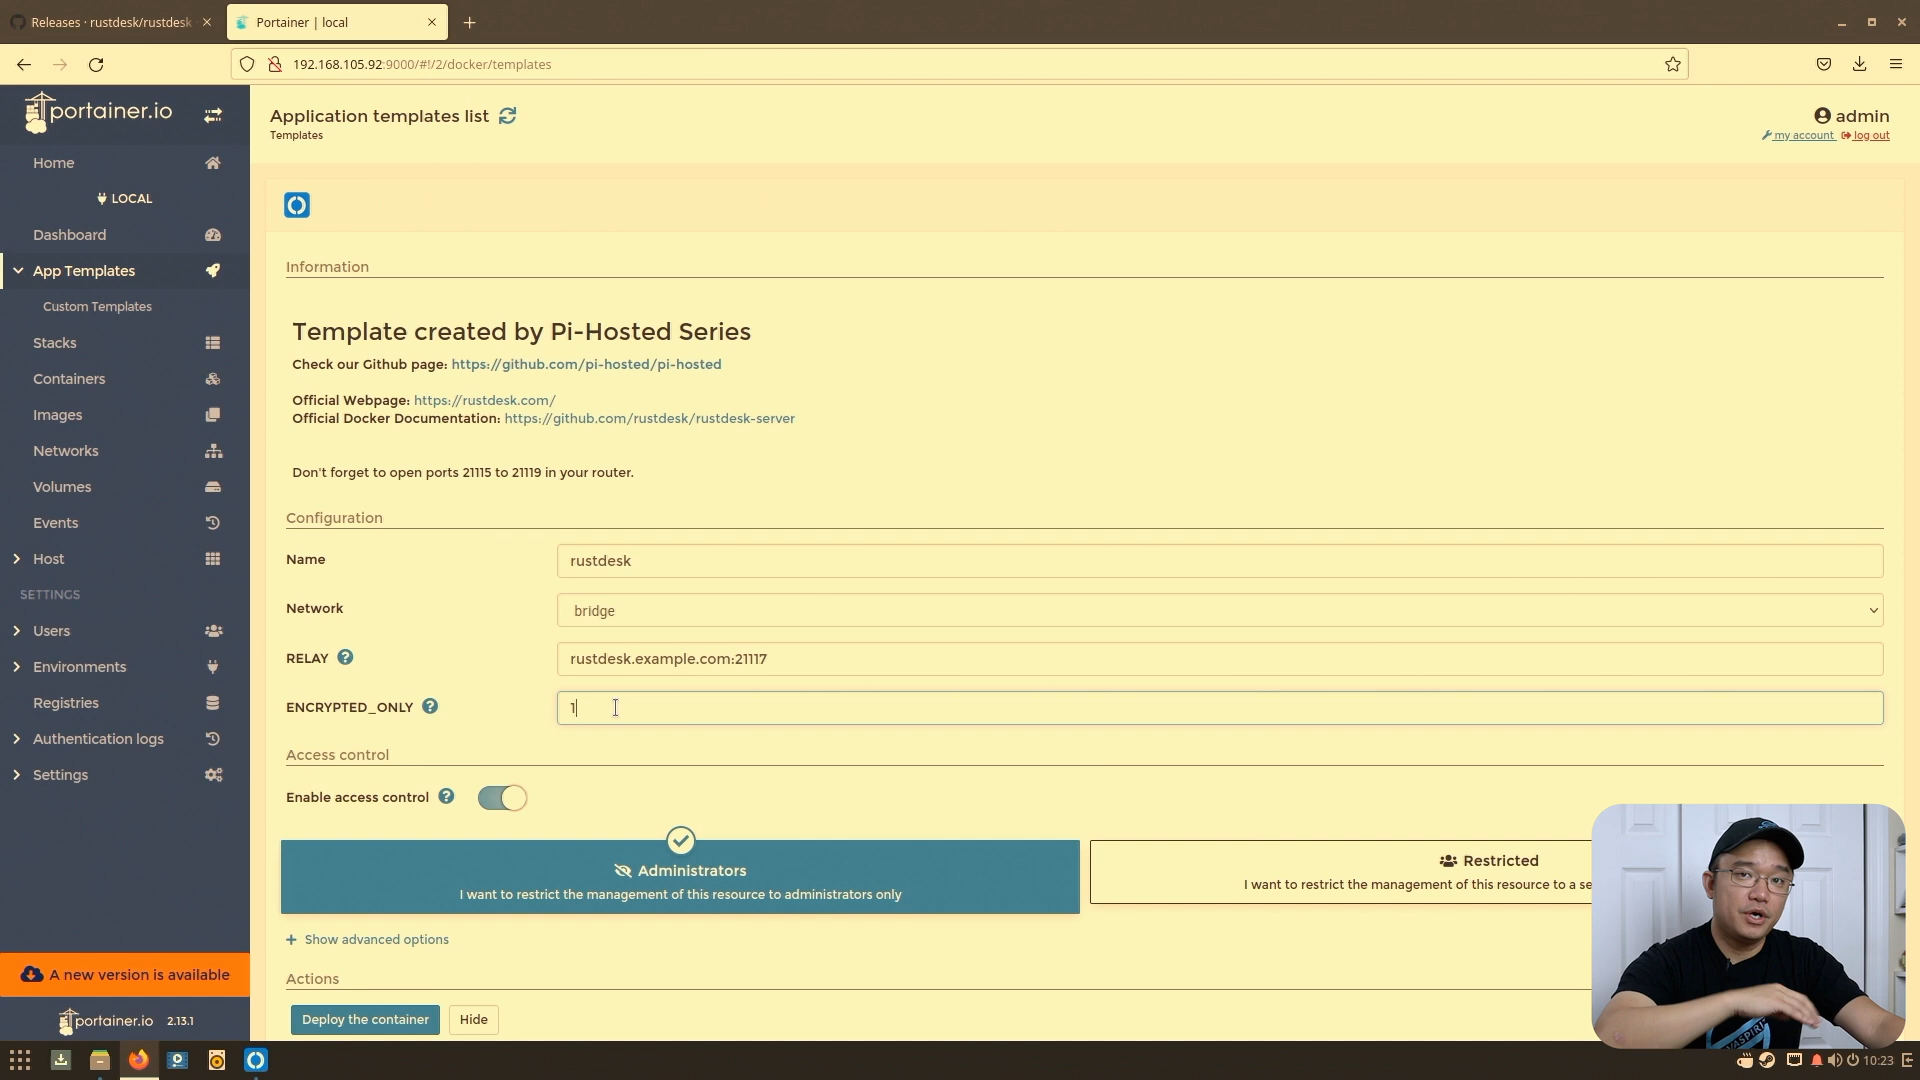 Releases · rustdesk/rustdesk
Portainer | local
192.168.105.92:9000/#!/2/docker/templates
portainer.io
Home
LOCAL
Dashboard
App Templates
Custom Templates
Stacks
Containers
Images
Networks
Volumes
Events
Host
SETTINGS
Users
Environments
Registries
Authentication logs
Settings
A new version is available
portainer.io 2.13.1
Application templates list
Templates
admin
my account log out
Information
Template created by Pi-Hosted Series
Check our Github page: https://github.com/pi-hosted/pi-hosted
Official Webpage: https://rustdesk.com/
Official Docker Documentation: https://github.com/rustdesk/rustdesk-server
Don't forget to open ports 21115 to 21119 in your router.
Configuration
Name rustdesk
Network bridge
RELAY rustdesk.example.com:21117
ENCRYPTED_ONLY 1
Access control
Enable access control
Administrators
I want to restrict the management of this resource to administrators only
Restricted
I want to restrict the management of this resource to a se
+ Show advanced options
Actions
Deploy the container Hide
10:23